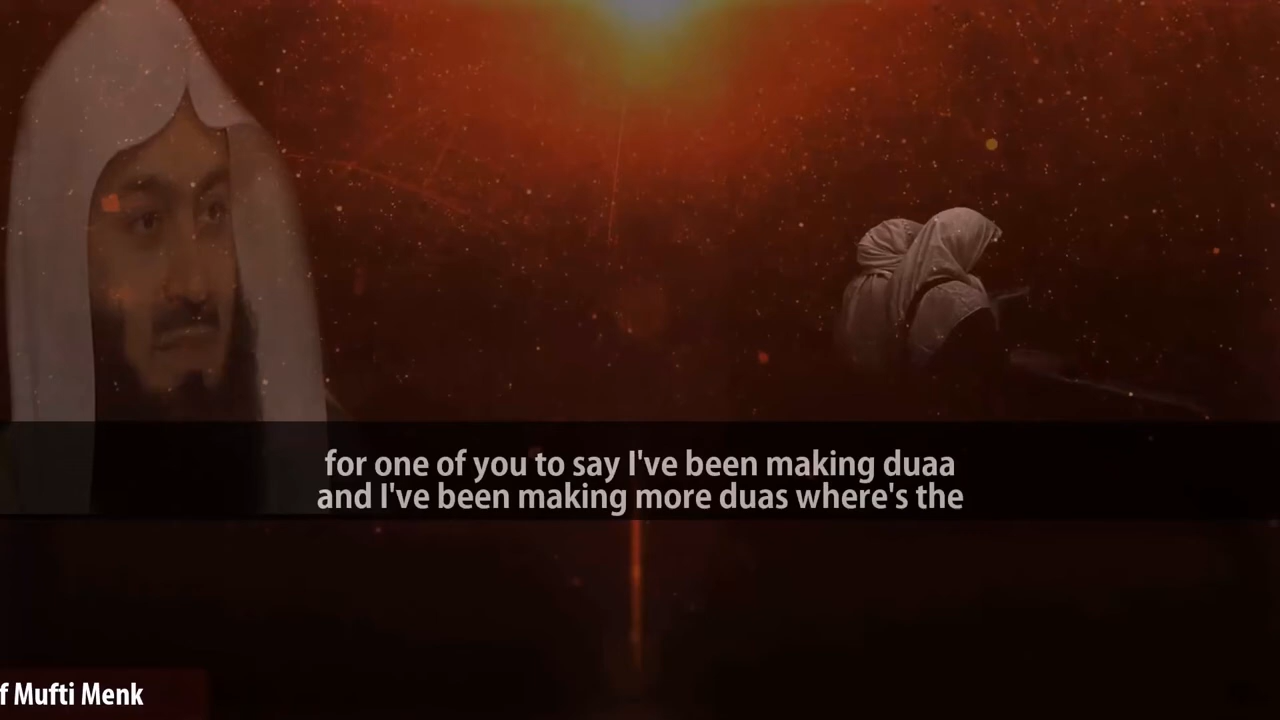 for one of you to say I've been making duaa
and I've been making more duas where's the
f Mufti Menk